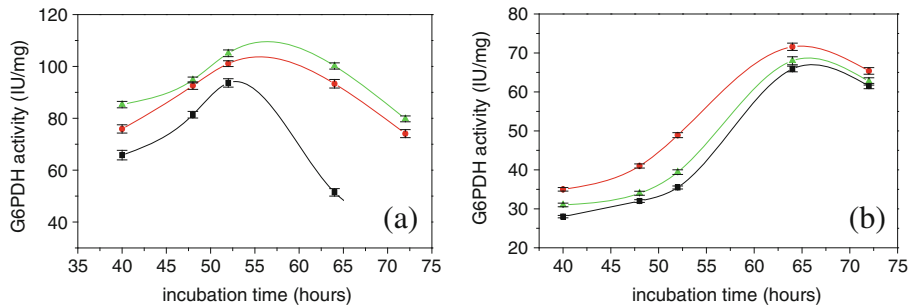 G6PDH activity (IU/mg)
120
100
80
60
40
35 40 45 50 55 60 65 70 75
incubation time (hours)
(a)
G6PDH activity (IU/mg)
80
70
60
50
40
30
20
40 45 50 55 60 65 70 75
incubation time (hours)
(b)